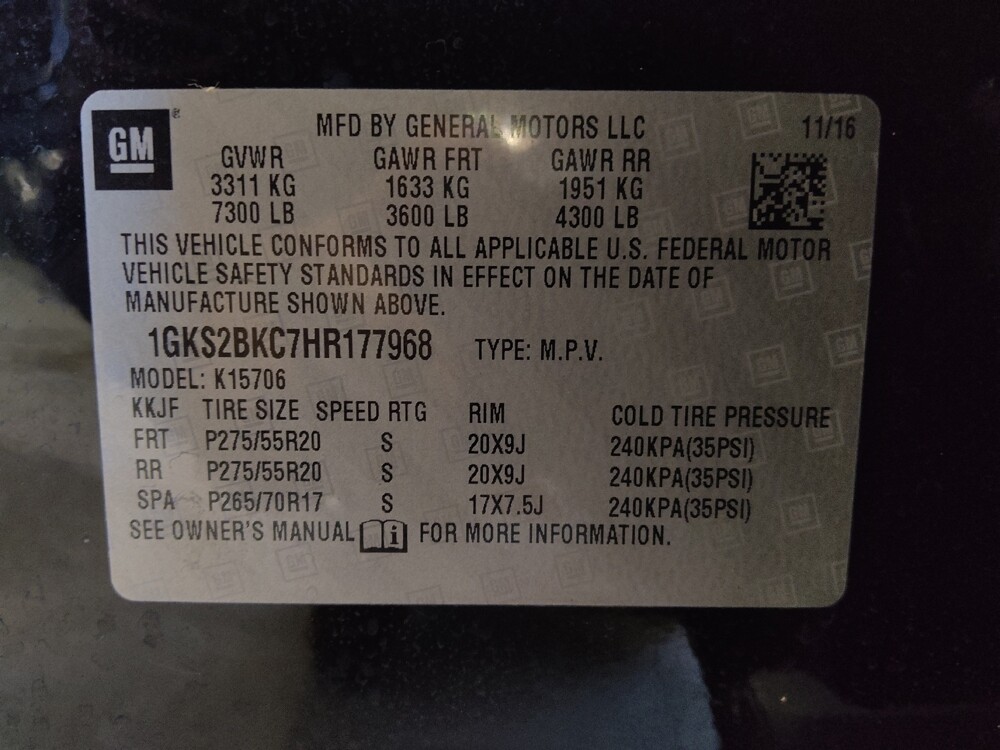 GM ®
MFD BY GENERAL MOTORS LLC 11/16
GVWR GAWR FRT GAWR RR
3311 KG 1633 KG 1951 KG
7300 LB 3600 LB 4300 LB
THIS VEHICLE CONFORMS TO ALL APPLICABLE U.S. FEDERAL MOTOR
VEHICLE SAFETY STANDARDS IN EFFECT ON THE DATE OF
MANUFACTURE SHOWN ABOVE.
1GKS2BKC7HR177968 TYPE: M.P.V.
MODEL: K15706
KKJF TIRE SIZE SPEED RTG RIM COLD TIRE PRESSURE
FRT P275/55R20 S 20X9J 240KPA(35PSI)
RR P275/55R20 S 20X9J 240KPA(35PSI)
SPA P265/70R17 S 17X7.5J 240KPA(35PSI)
SEE OWNER'S MANUAL i FOR MORE INFORMATION.